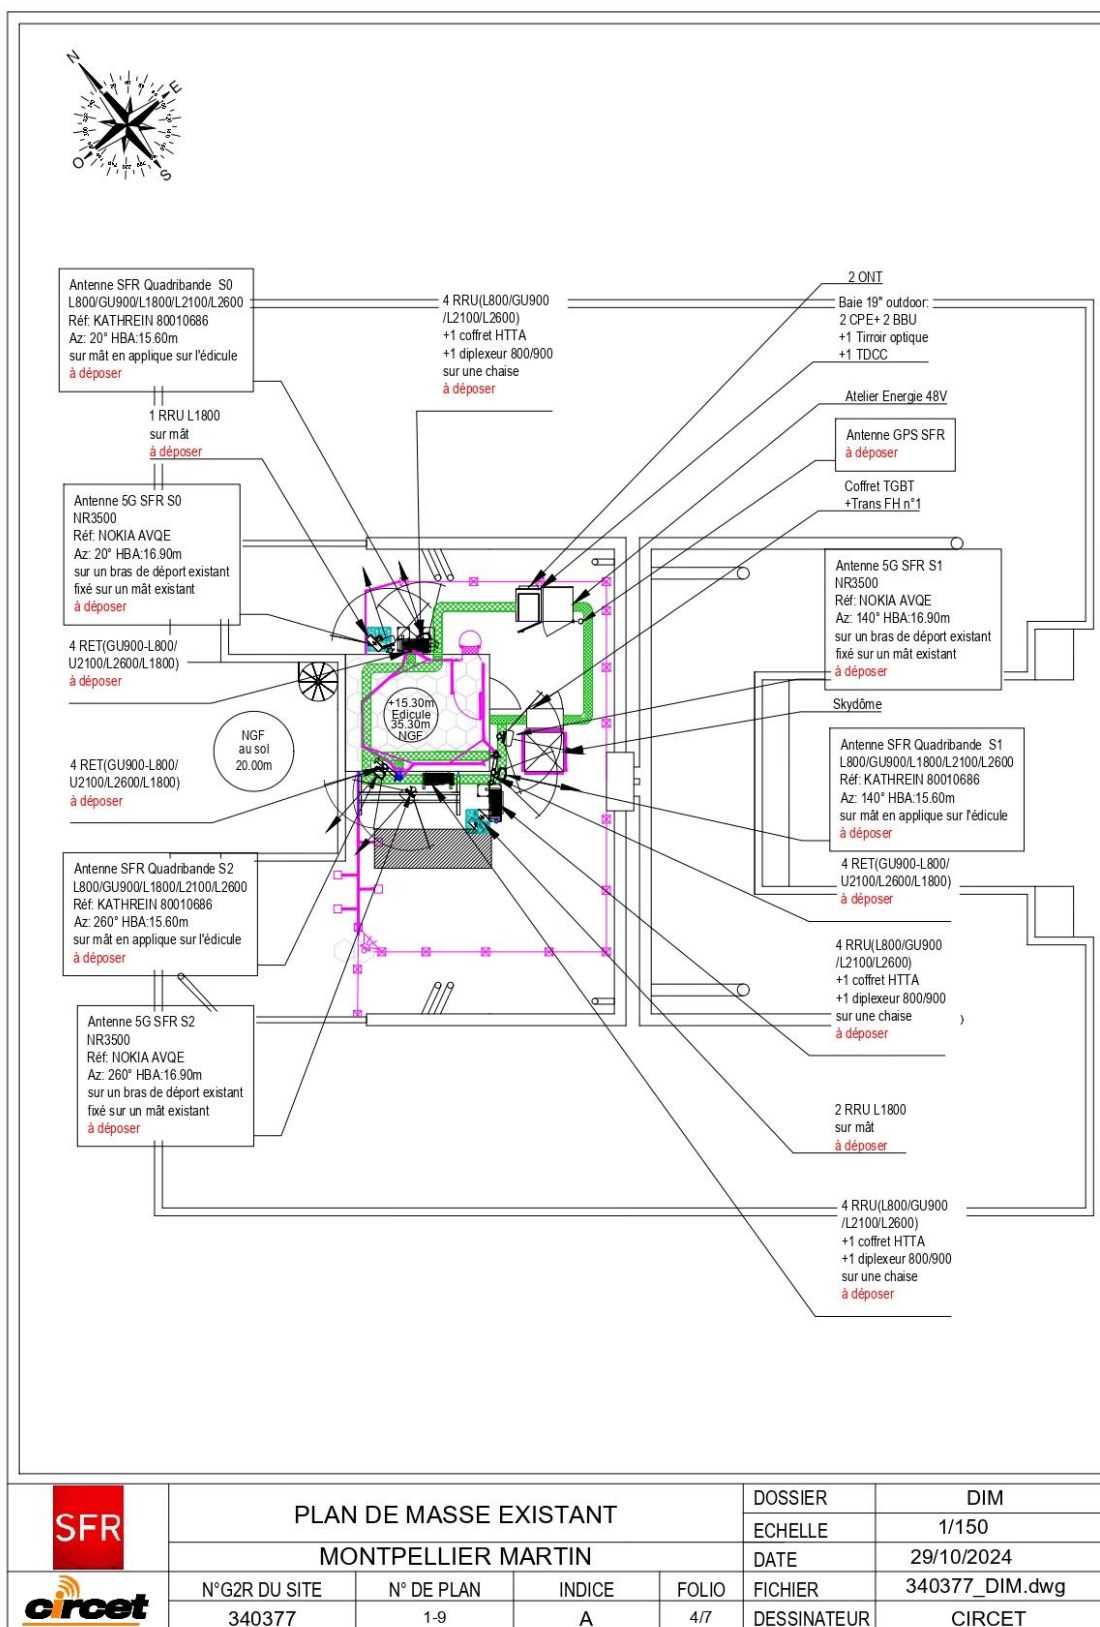 N
E
O
S
Antenne SFR Quadribande S0
L800/GU900/L1800/L2100/L2600
Réf: KATHREIN 80010686
Az: 20° HBA:15.60m
sur mât en applique sur l'édicule
à déposer
4 RRU(L800/GU900
/L2100/L2600)
+1 coffret HTTA
+1 diplexeur 800/900
sur une chaise
à déposer
2 ONT
Baie 19" outdoor:
2 CPE+ 2 BBU
+1 Tirroir optique
+1 TDCC
Atelier Energie 48V
Antenne GPS SFR
à déposer
Coffret TGBT
+Trans FH n°1
1 RRU L1800
sur mât
à déposer
Antenne 5G SFR S0
NR3500
Réf: NOKIA AVQE
Az: 20° HBA:16.90m
sur un bras de déport existant
fixé sur un mât existant
à déposer
Antenne 5G SFR S1
NR3500
Réf: NOKIA AVQE
Az: 140° HBA:16.90m
sur un bras de déport existant
fixé sur un mât existant
à déposer
4 RET(GU900-L800/
U2100/L2600/L1800)
à déposer
+15.30m
Edicule
35.30m
NGF
NGF
au sol
20.00m
Skydôme
4 RET(GU900-L800/
U2100/L2600/L1800)
à déposer
Antenne SFR Quadribande S1
L800/GU900/L1800/L2100/L2600
Réf: KATHREIN 80010686
Az: 140° HBA:15.60m
sur mât en applique sur l'édicule
à déposer
Antenne SFR Quadribande S2
L800/GU900/L1800/L2100/L2600
Réf: KATHREIN 80010686
Az: 260° HBA:15.60m
sur mât en applique sur l'édicule
à déposer
4 RET(GU900-L800/
U2100/L2600/L1800)
à déposer
4 RRU(L800/GU900
/L2100/L2600)
+1 coffret HTTA
+1 diplexeur 800/900
sur une chaise
à déposer
Antenne 5G SFR S2
NR3500
Réf: NOKIA AVQE
Az: 260° HBA:16.90m
sur un bras de déport existant
fixé sur un mât existant
à déposer
2 RRU L1800
sur mât
à déposer
4 RRU(L800/GU900
/L2100/L2600)
+1 coffret HTTA
+1 diplexeur 800/900
sur une chaise
à déposer
SFR
circet
PLAN DE MASSE EXISTANT
MONTPELLIER MARTIN
N°G2R DU SITE
N° DE PLAN
INDICE
FOLIO
340377
1-9
A
4/7
DOSSIER
DIM
ECHELLE
1/150
DATE
29/10/2024
FICHIER
340377_DIM.dwg
DESSINATEUR
CIRCET